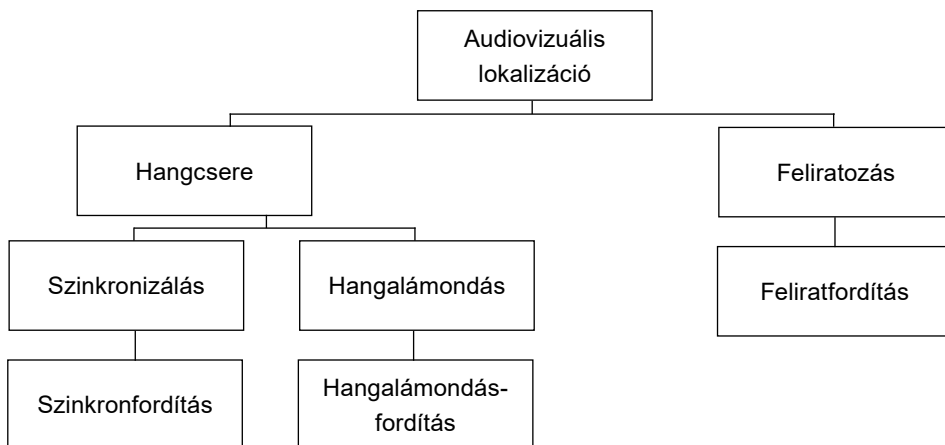 Audiovizuális
lokalizáció
Hangcsere
Feliratozás
Szinkronizálás
Hangalámondás
Feliratfordítás
Szinkronfordítás
Hangalámondás-
fordítás